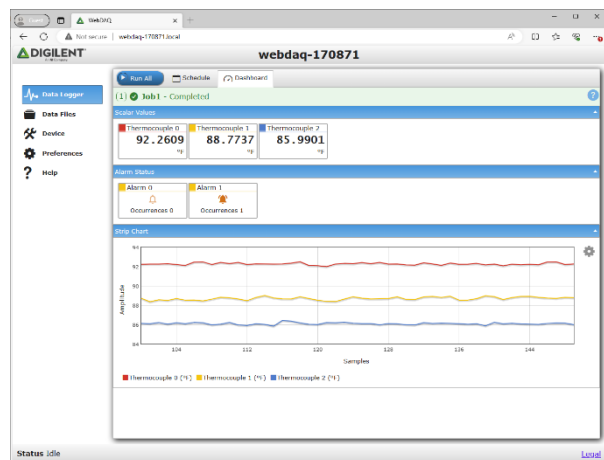 WebDAQ
Not secure webdaq-170871.local
DIGILENT
webdaq-170871
Run All Schedule Dashboard
Data Logger
(1) Job1 - Completed
Data Files
Device
Preferences
Help
Scalar Values
Thermocouple 0 Thermocouple 1 Thermocouple 2
92.2609 88.7737 85.9901
°F °F °F
Alarm Status
Alarm 0 Alarm 1
Occurrences 0 Occurrences 1
Strip Chart
94
92
90
88
86
84
Amplitude
104 112 120 128 136 144
Samples
Thermocouple 0 (°F) Thermocouple 1 (°F) Thermocouple 2 (°F)
Status Idle
Legal